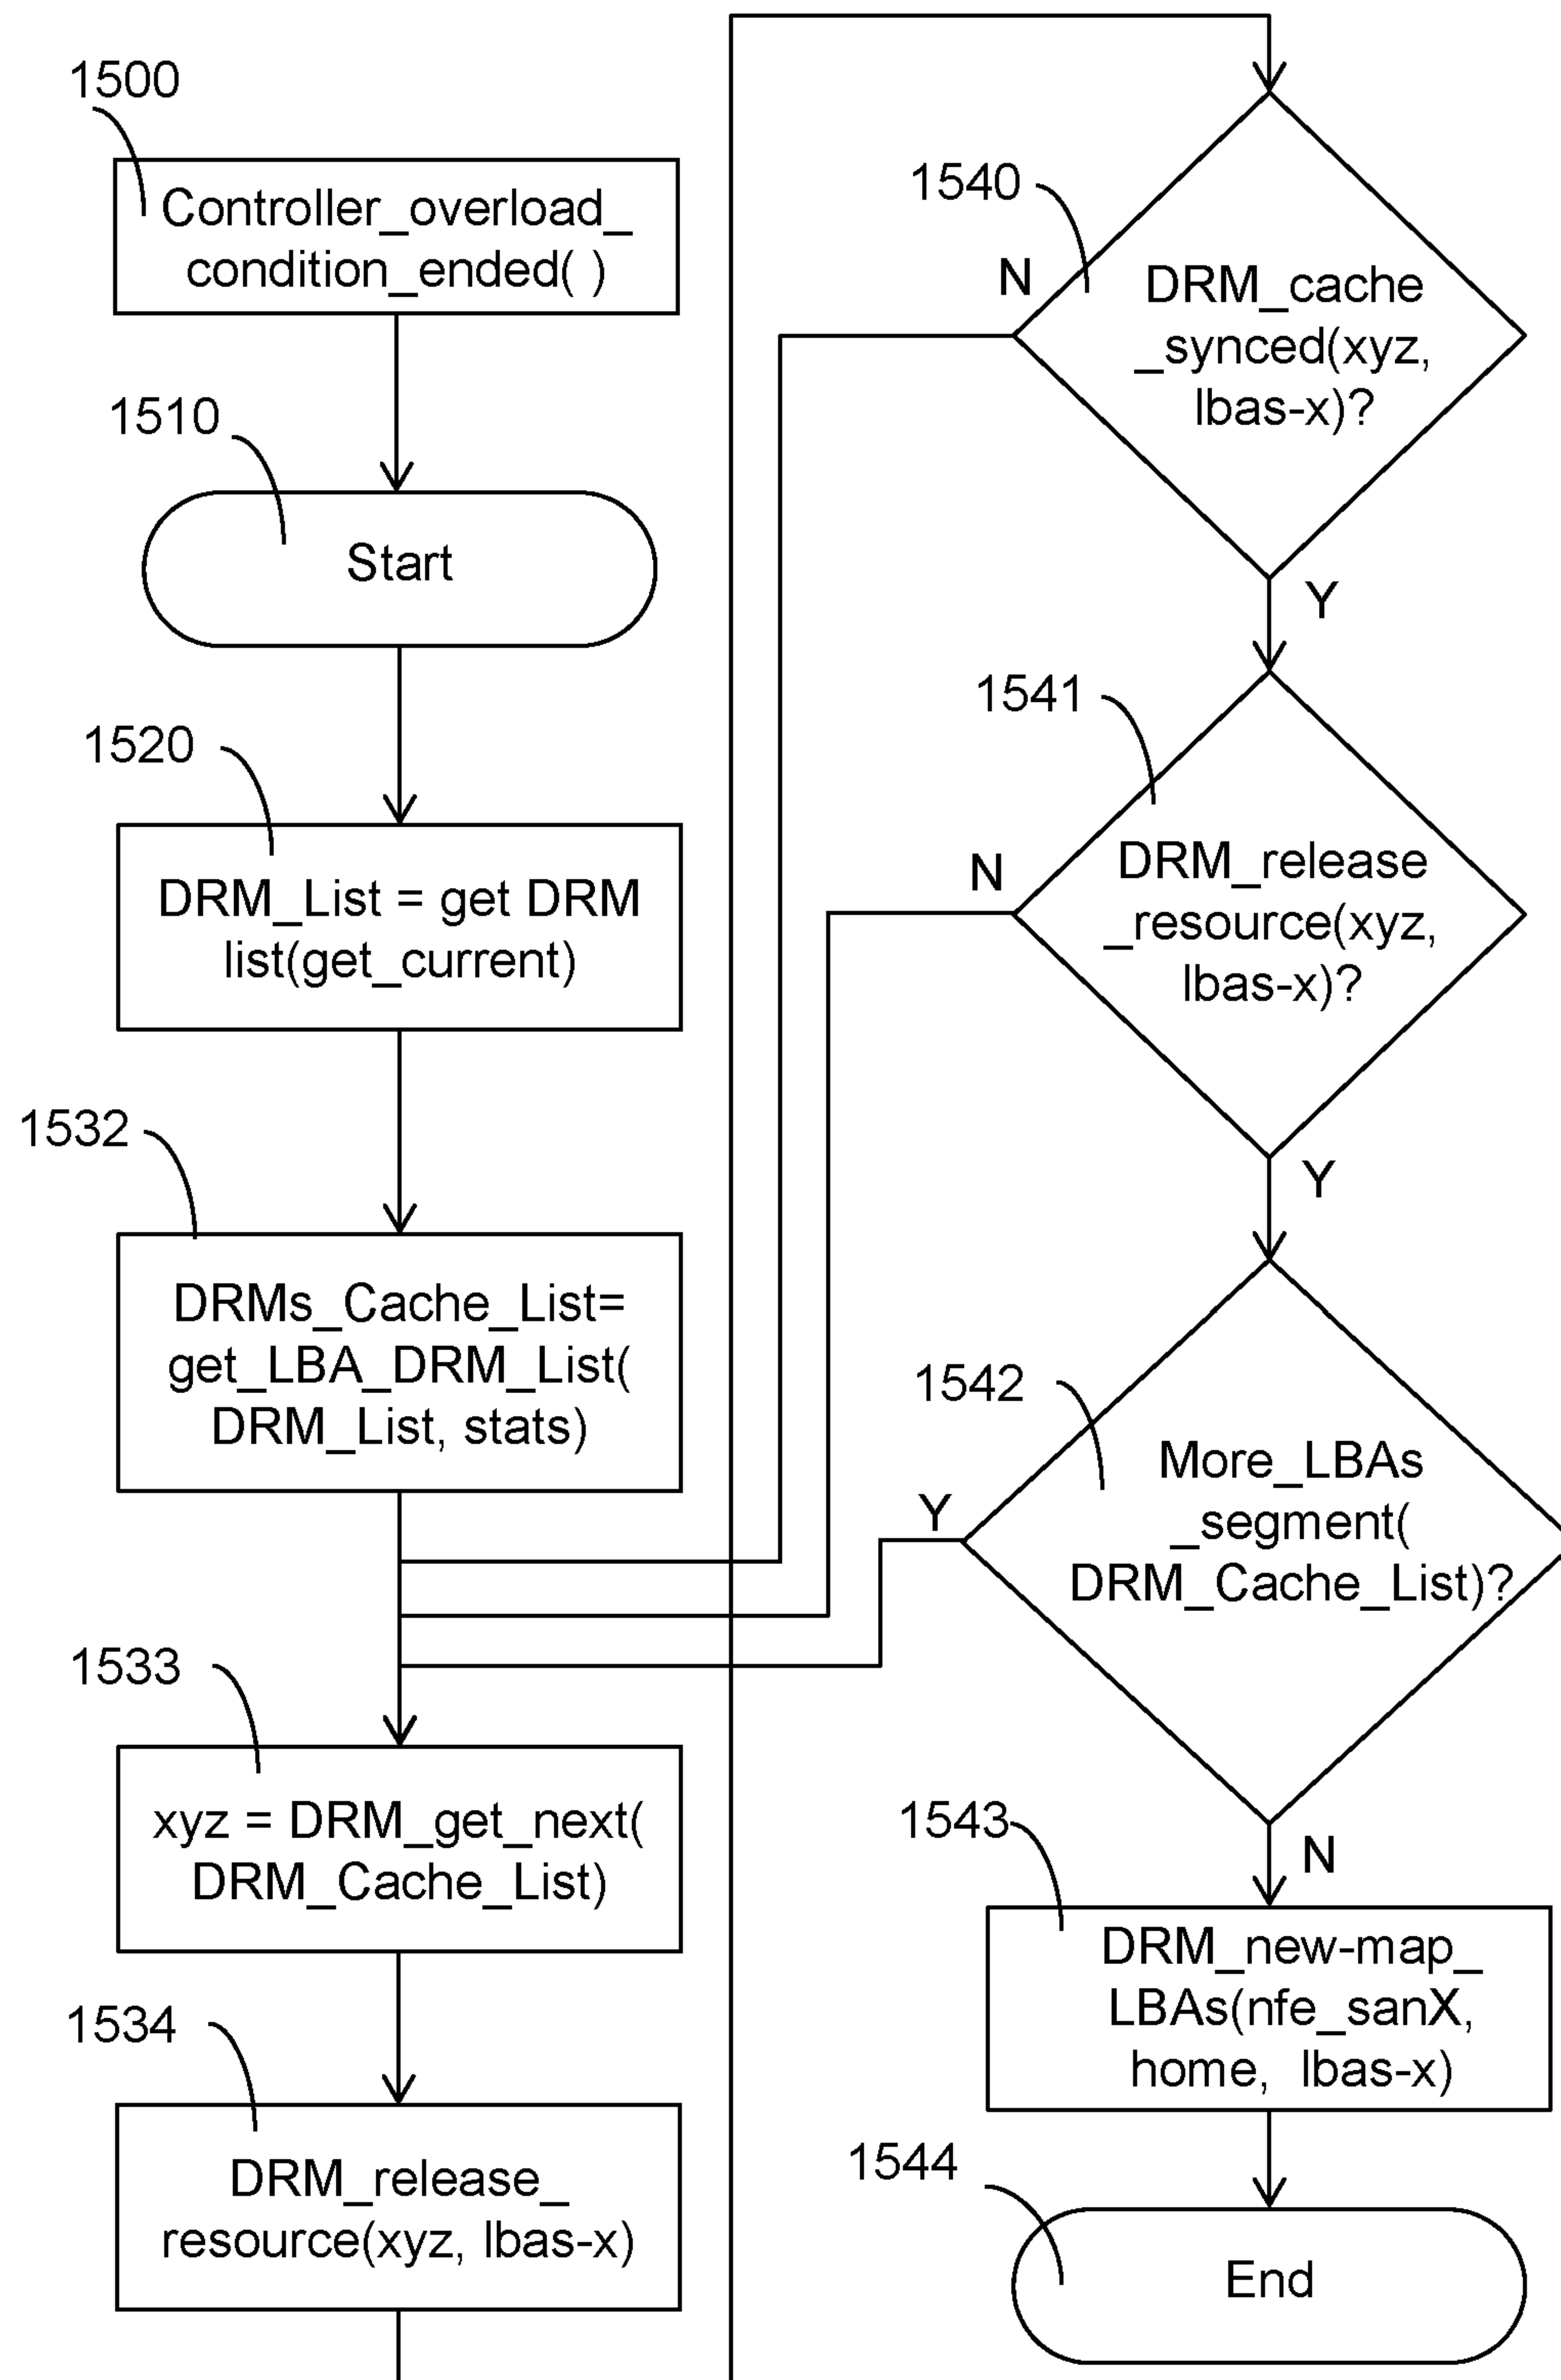 1500
Controller_overload_
condition_ended( )
1510
Start
1520
DRM_List = get DRM
list(get_current)
1532
DRMs_Cache_List=
get_LBA_DRM_List(
DRM_List, stats)
1533
xyz = DRM_get_next(
DRM_Cache_List)
1534
DRM_release_
resource(xyz, lbas-x)
1540
N
DRM_cache
_synced(xyz,
lbas-x)?
Y
1541
N
DRM_release
_resource(xyz,
lbas-x)?
Y
1542
Y
More_LBAs
_segment(
DRM_Cache_List)?
N
1543
DRM_new-map_
LBAs(nfe_sanX,
home, lbas-x)
1544
End